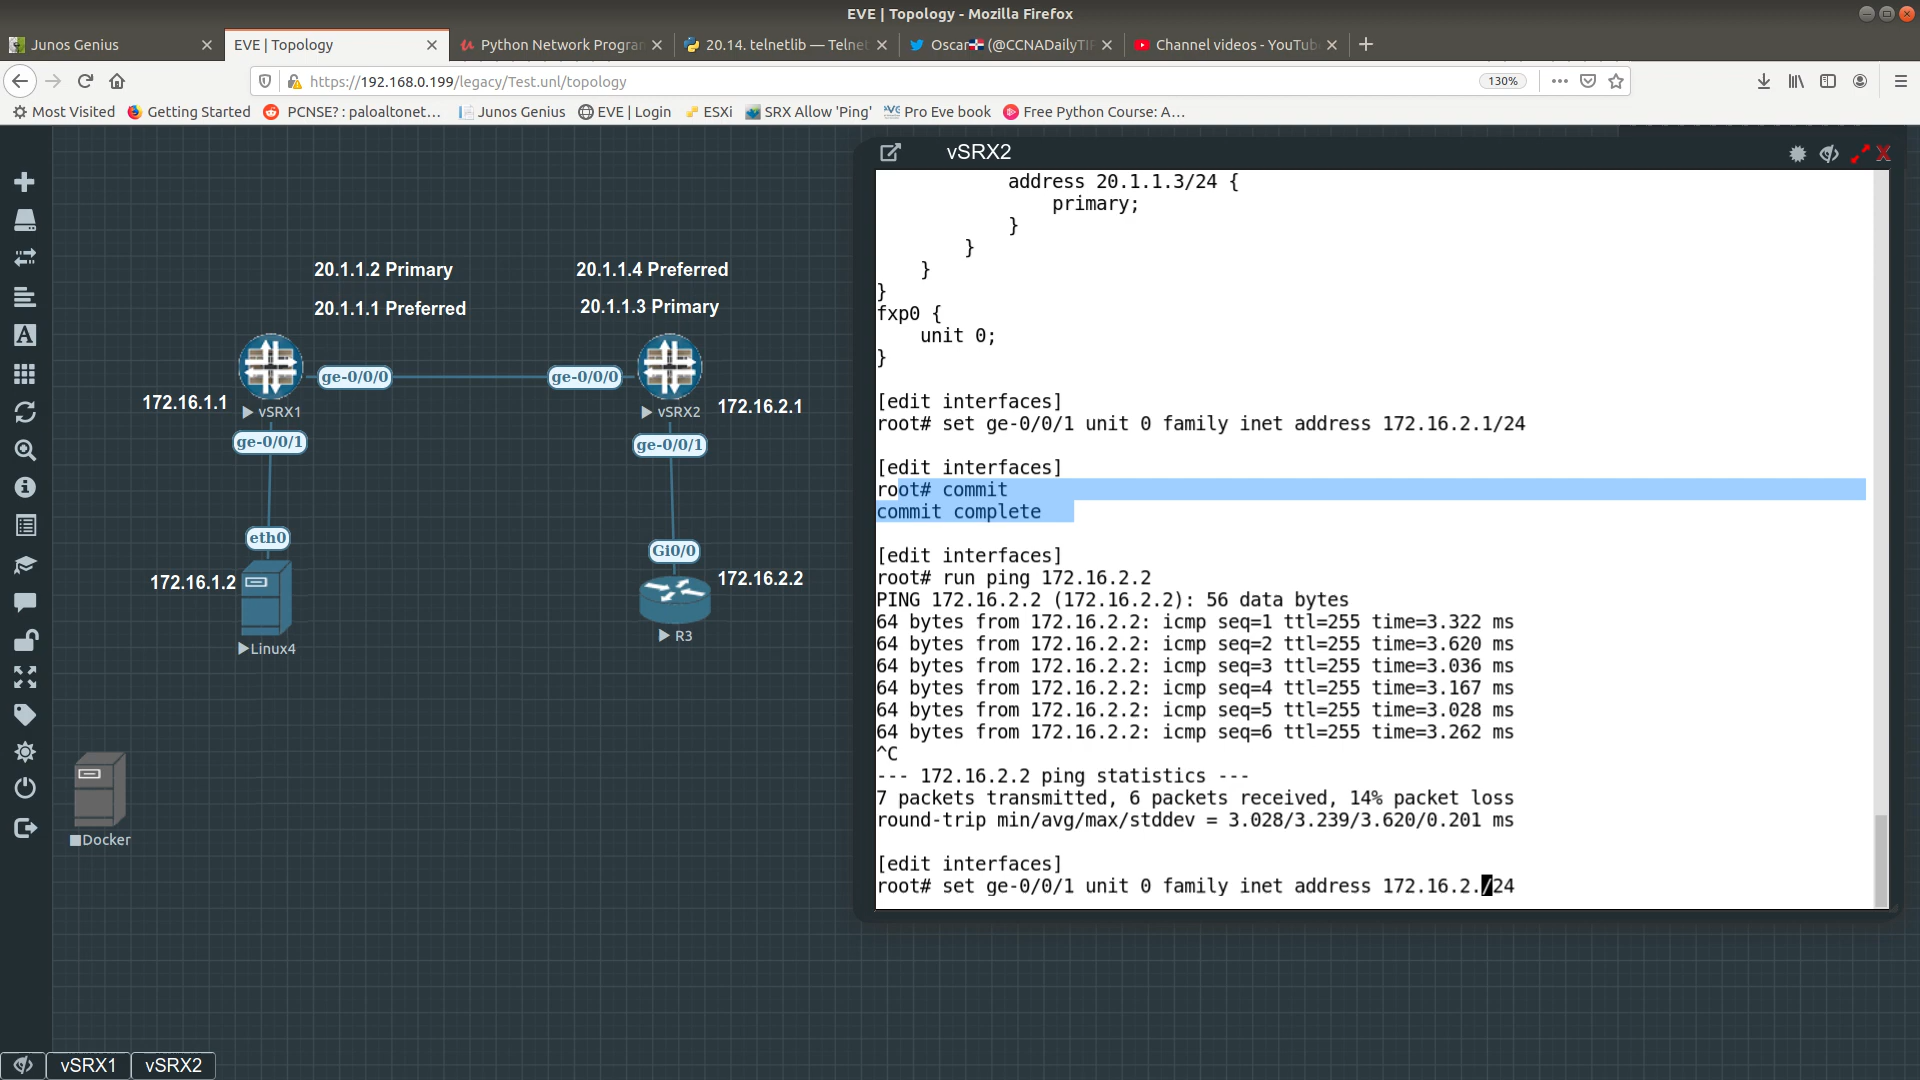 EVE | Topology - Mozilla Firefox
Junos Genius
EVE | Topology
Python Network Progra
20.14. telnetlib — Telne
Oscar (@CCNADailyTI
Channel videos - YouTub
https://192.168.0.199/legacy/Test.unl/topology
130%
Most Visited
Getting Started
PCNSE? : paloaltonet…
Junos Genius
EVE | Login
ESXi
SRX Allow 'Ping'
Pro Eve book
Free Python Course: A…
20.1.1.2 Primary
20.1.1.1 Preferred
20.1.1.4 Preferred
20.1.1.3 Primary
ge-0/0/0
ge-0/0/0
172.16.1.1
vSRX1
vSRX2
172.16.2.1
ge-0/0/1
ge-0/0/1
eth0
Gi0/0
172.16.1.2
172.16.2.2
Linux4
R3
Docker
vSRX2
address 20.1.1.3/24 {
primary;
}
}
}
}
fxp0 {
unit 0;
}
[edit interfaces]
root# set ge-0/0/1 unit 0 family inet address 172.16.2.1/24
[edit interfaces]
root# commit
commit complete
[edit interfaces]
root# run ping 172.16.2.2
PING 172.16.2.2 (172.16.2.2): 56 data bytes
64 bytes from 172.16.2.2: icmp seq=1 ttl=255 time=3.322 ms
64 bytes from 172.16.2.2: icmp seq=2 ttl=255 time=3.620 ms
64 bytes from 172.16.2.2: icmp seq=3 ttl=255 time=3.036 ms
64 bytes from 172.16.2.2: icmp seq=4 ttl=255 time=3.167 ms
64 bytes from 172.16.2.2: icmp seq=5 ttl=255 time=3.028 ms
64 bytes from 172.16.2.2: icmp seq=6 ttl=255 time=3.262 ms
^C
--- 172.16.2.2 ping statistics ---
7 packets transmitted, 6 packets received, 14% packet loss
round-trip min/avg/max/stddev = 3.028/3.239/3.620/0.201 ms
[edit interfaces]
root# set ge-0/0/1 unit 0 family inet address 172.16.2./24
vSRX1
vSRX2